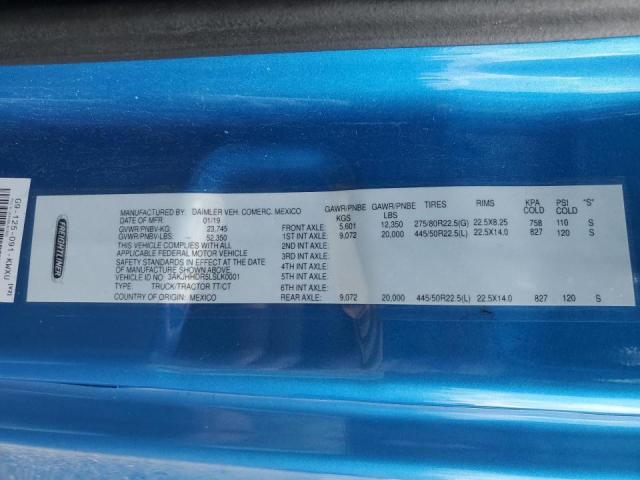 GAWR/PNBE GAWR/PNBE TIRES RIMS KPA PSI "S"
KGS LBS COLD COLD
MANUFACTURED BY: DAIMLER VEH. COMERC. MEXICO
DATE OF MFR: 01/19
GVWR/PNBV-KG: 23,745 FRONT AXLE: 5,601 12,350 275/80R22.5(G) 22.5X8.25 758 110 S
GVWR/PNBV-LBS: 52,350 1ST INT AXLE: 9,072 20,000 445/50R22.5(L) 22.5X14.0 827 120 S
THIS COMPLIES WITH ALL 2ND INT AXLE:
APPLICABLE FEDERAL MOTOR VEHICLE 3RD INT AXLE:
SAFETY STANDARDS IN EFFECT AT THE 4TH INT AXLE:
DATE OF MANUFACTURE SHOWN ABOVE 5TH INT AXLE:
VEHICLE ID: 3AKJHHDR5LSLK0001
TYPE: TRUCK/TRACTOR TT/CT 6TH INT AXLE:
COUNTRY OF ORIGIN: MEXICO REAR AXLE: 9,072 20,000 445/50R22.5(L) 22.5X14.0 827 120 S
FREIGHTLINER